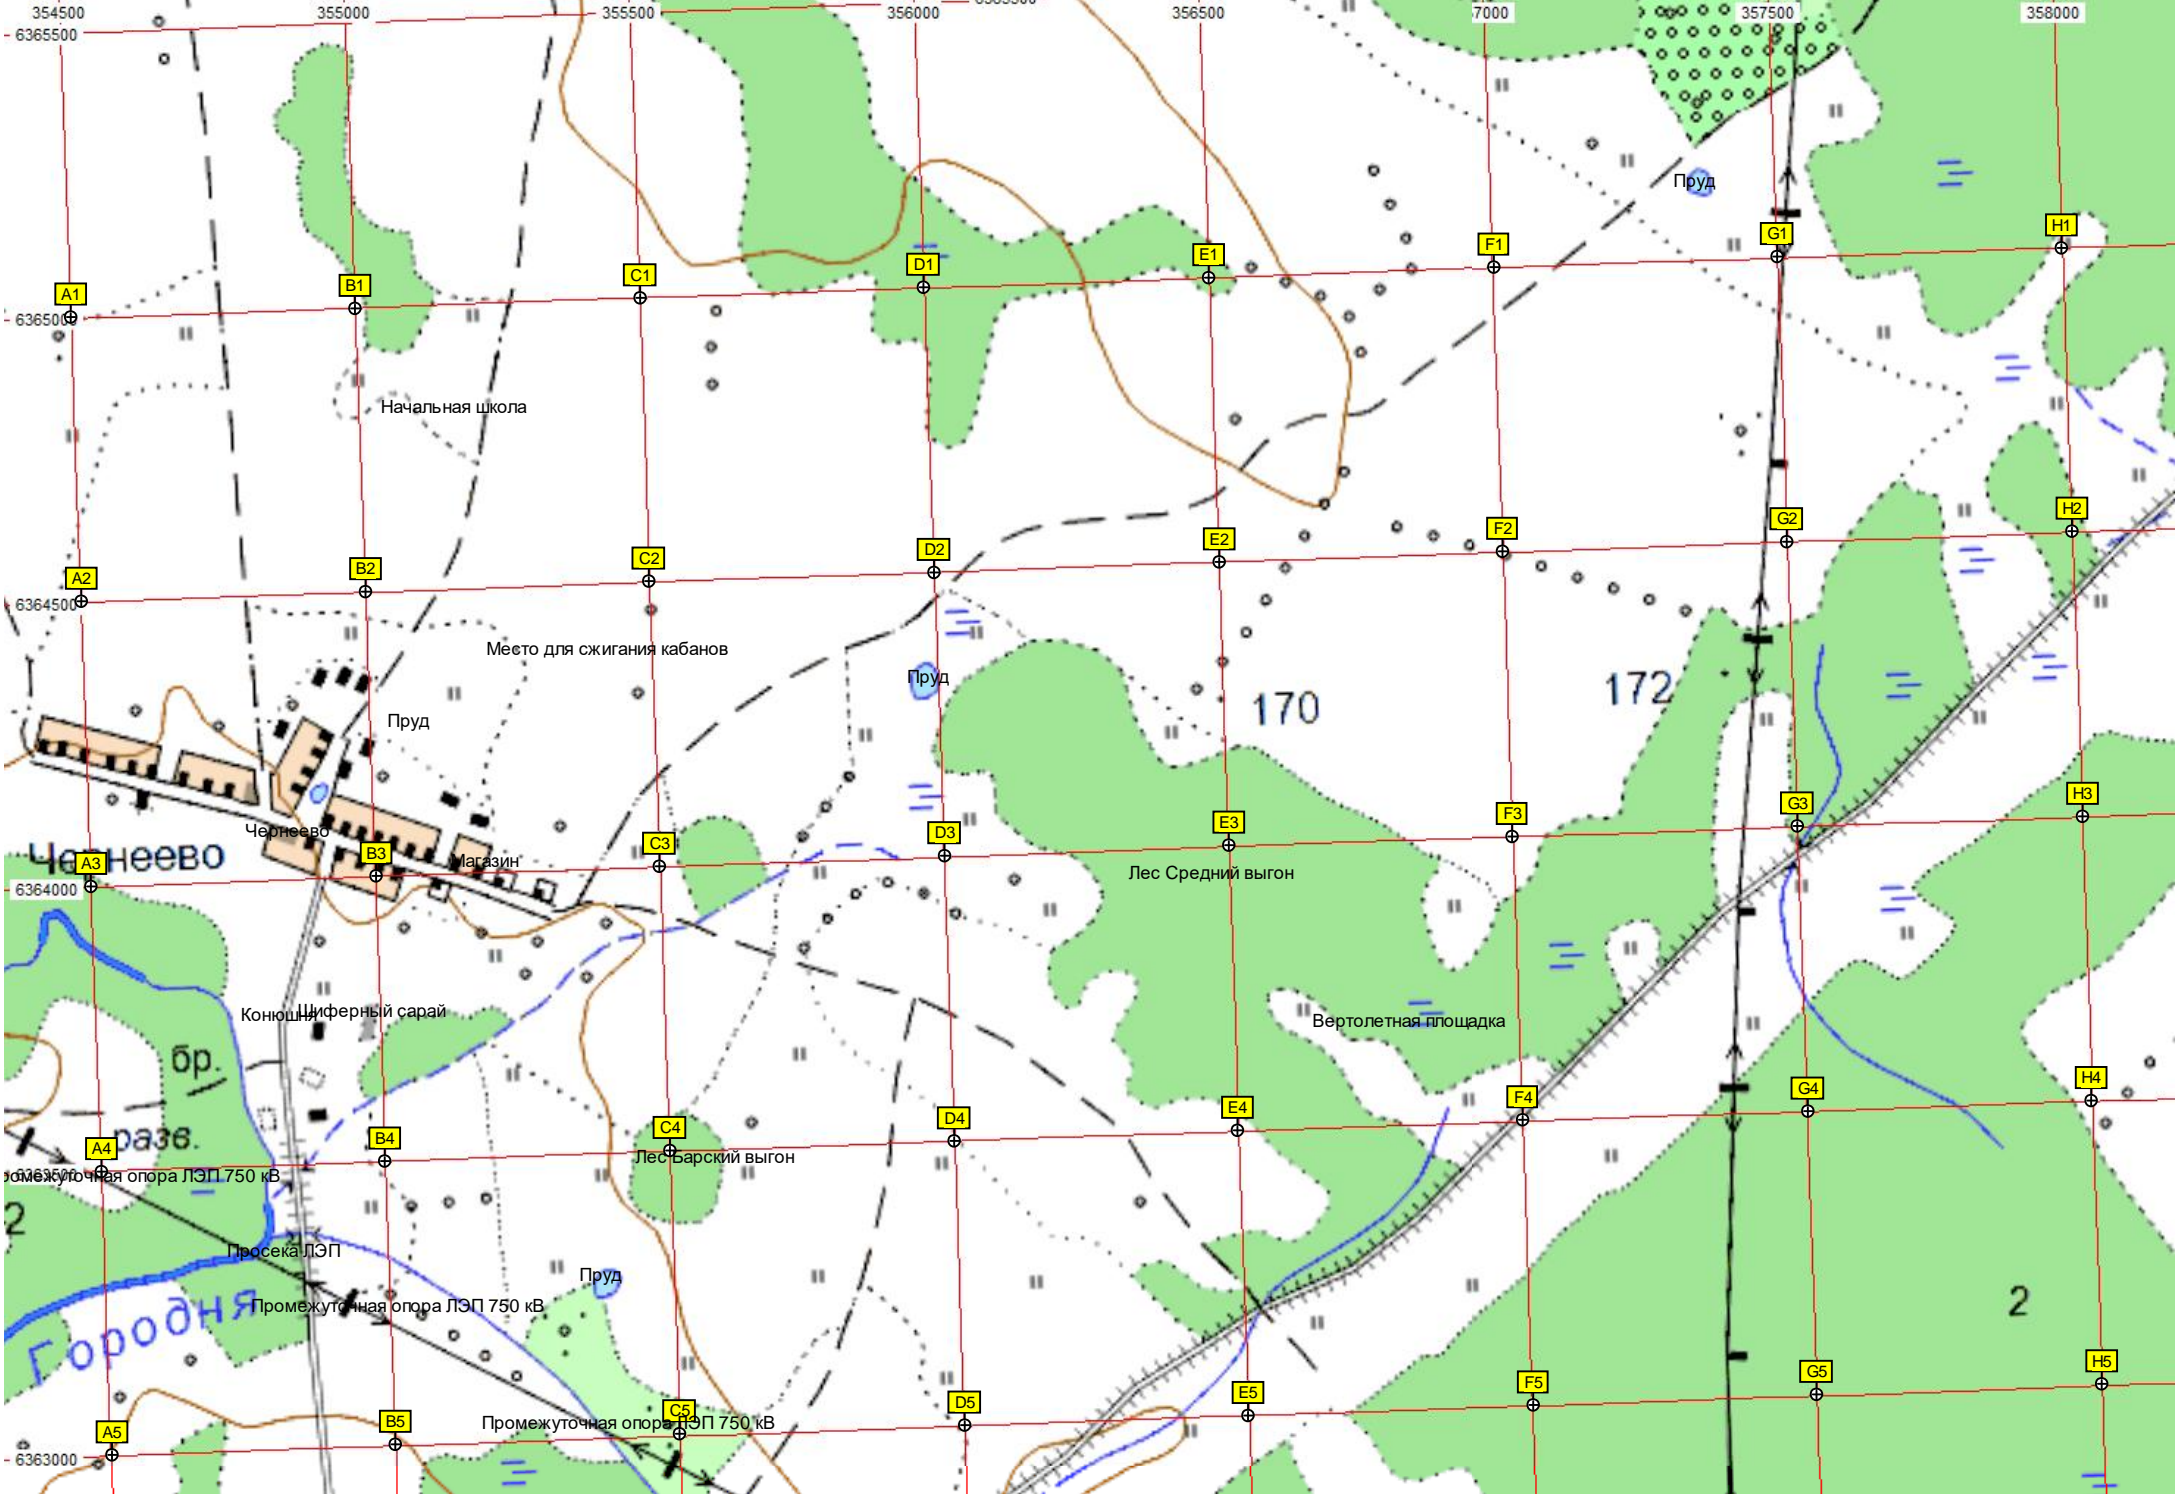 354500 355000 355500 356000 356500 7000 357500 358000
6365500
Пруд
A1 B1 C1 D1 E1 F1 G1 H1
6365000
Начальная школа
A2 B2 C2 D2 E2 F2 G2 H2
6364500
Место для сжигания кабанов
Пруд
170
172
Пруд
Чернеево
Магазин
Чернеево
A3 B3 C3 D3 E3 F3 G3 H3
6364000
Лес Средний выгон
Конюшня
Шиферный сарай
Вертолетная площадка
бр.
разв.
A4 B4 C4 D4 E4 F4 G4 H4
Лес Барский выгон
6363500
ромежуточная опора ЛЭП 750 кВ
2
Просека ЛЭП
Пруд
Промежуточная опора ЛЭП 750 кВ
2
Городня
Промежуточная опора ЛЭП 750 кВ
A5 B5 C5 D5 E5 F5 G5 H5
6363000